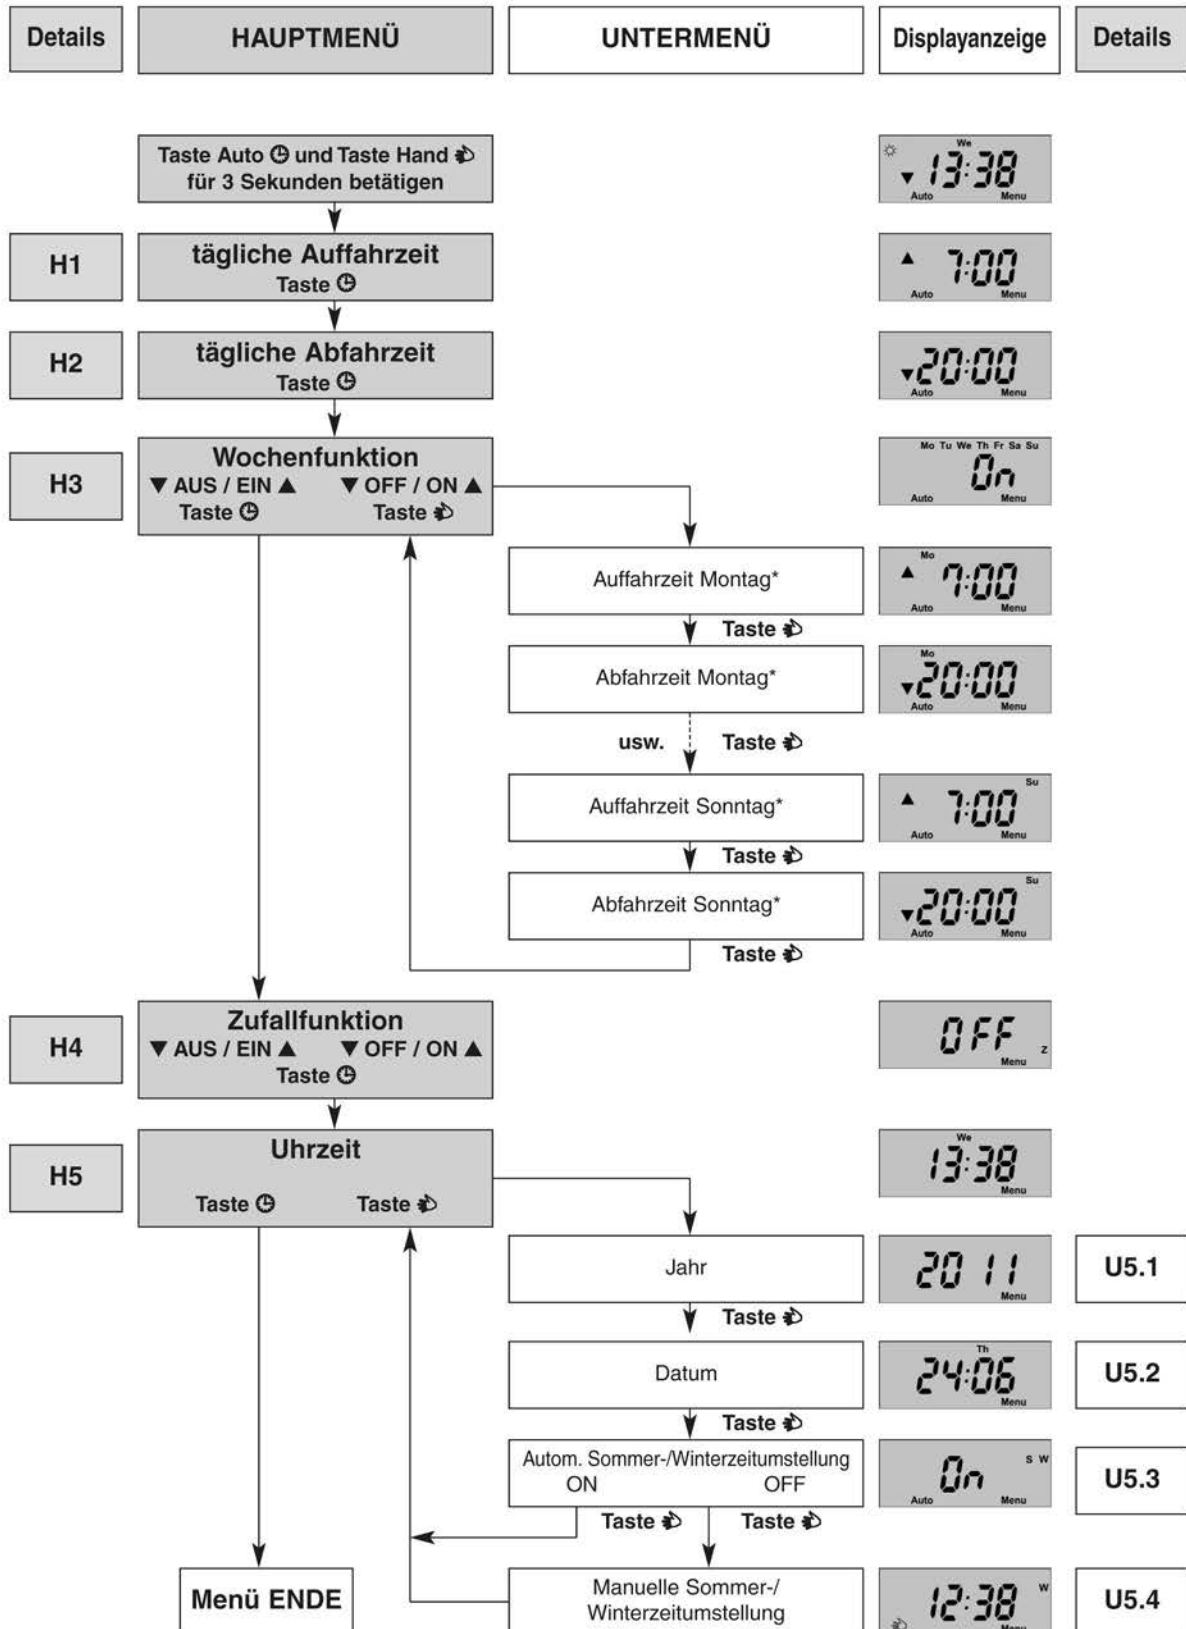 Details HAUPTMENÜ UNTERMENÜ Displayanzeige Details
Taste Auto und Taste Hand
für 3 Sekunden betätigen
We
13:38
Auto Menu
H1
tägliche Auffahrzeit
Taste
▲ 7:00
Auto Menu
H2
tägliche Abfahrzeit
Taste
▼20:00
Auto Menu
H3
Wochenfunktion
▼ AUS / EIN ▲ ▼ OFF / ON ▲
Taste Taste
Mo Tu We Th Fr Sa Su
On
Auto Menu
Auffahrzeit Montag*
Mo
▲ 7:00
Auto Menu
Taste
Abfahrzeit Montag*
Mo
▼20:00
Auto Menu
usw. Taste
Auffahrzeit Sonntag*
Su
▲ 7:00
Auto Menu
Taste
Abfahrzeit Sonntag*
Su
▼20:00
Auto Menu
Taste
H4
Zufallfunktion
▼ AUS / EIN ▲ ▼ OFF / ON ▲
Taste
OFF
Menu Z
H5
Uhrzeit
Taste Taste
We
13:38
Menu
Jahr
2011
Menu
U5.1
Taste
Datum
Th
24:06
Menu
U5.2
Taste
Autom. Sommer-/Winterzeitumstellung
ON OFF
S W
On
Auto Menu
U5.3
Taste Taste
Menü ENDE
Manuelle Sommer-/
Winterzeitumstellung
W
12:38
Menu
U5.4